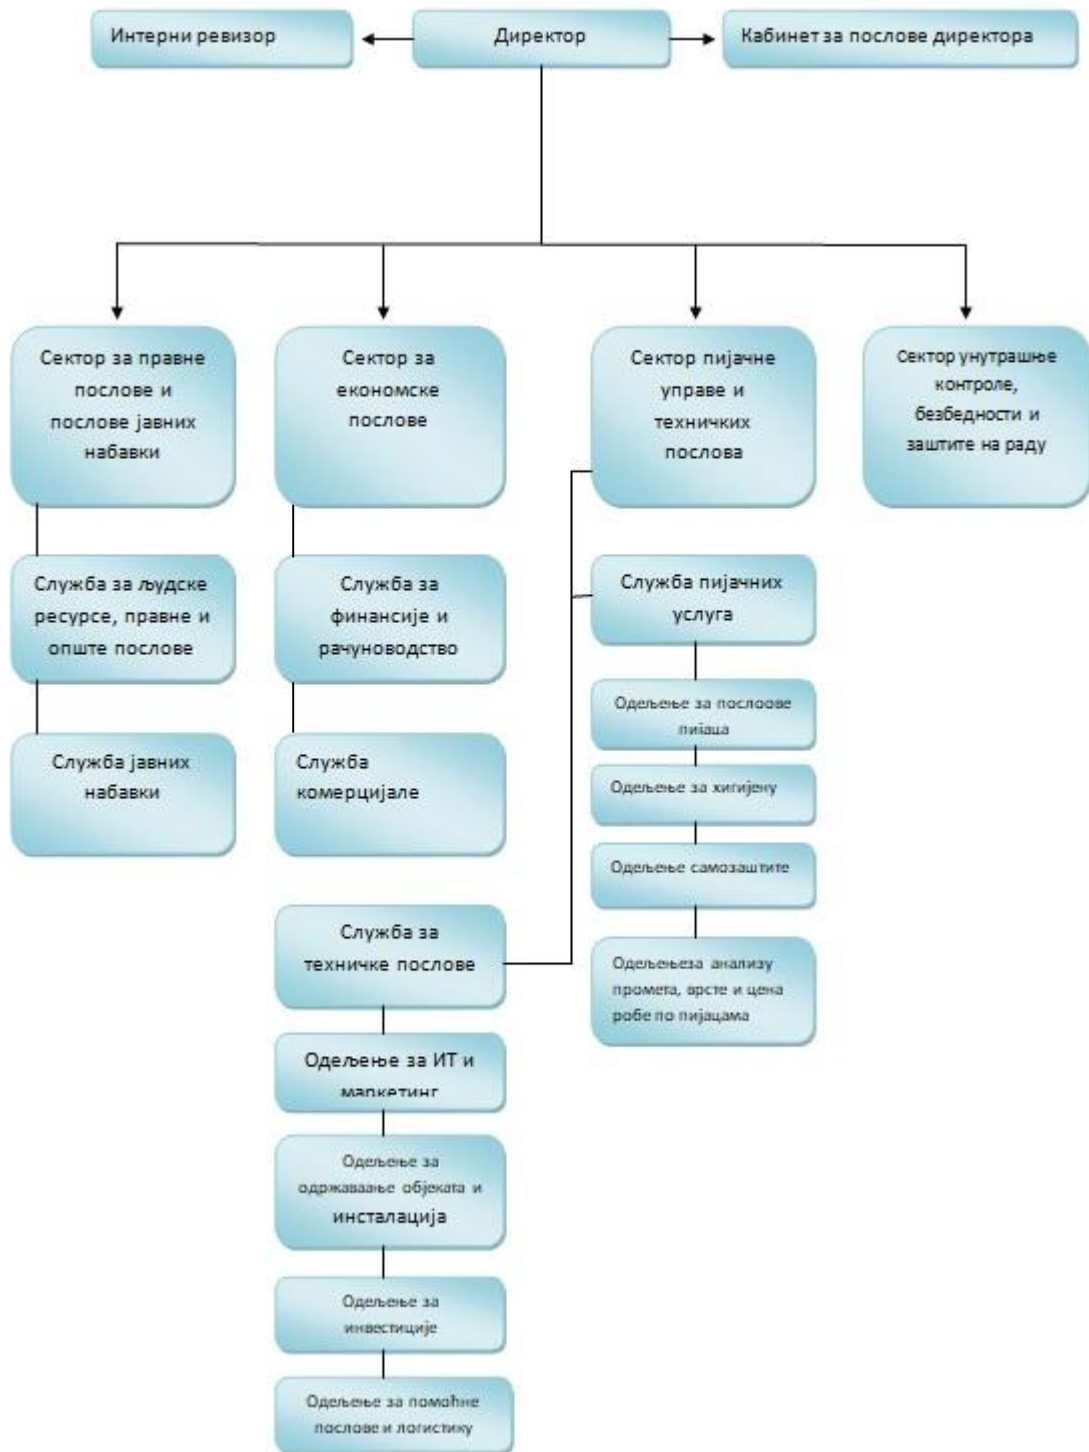 Интерни ревизор
Директор
Кабинет за послове директора
Сектор за правне
послове и
послове јавних
набавки
Сектор за
економске
послове
Сектор пијачне
управе и
техничких
послова
Сектор унутрашње
контроле,
безбедности и
заштите на раду
Служба за људске
ресурсе, правне и
опште послове
Служба за
финансије и
рачуноводство
Служба пијачних
услуга
Одељење за послоове
пијаца
Служба јавних
набавки
Служба
комерцијале
Одељење за хигијену
Одељење самозаштите
Служба за
техничке послове
Одељењеза анализу
промета, врсте и цена
робе по пијацама
Одељење за ИТ и
маркетинг
Одељење за
одржаваање објеката и
инсталација
Одељење за
инвестиције
Одељење за помоћне
послове и логистику